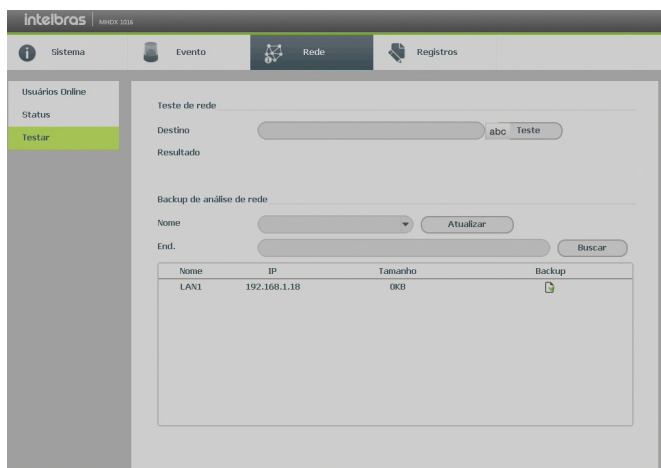 intelbras MHDX 1016
Sistema Evento Rede Registros
Usuários Online
Status
Testar
Teste de rede
Destino abc Teste
Resultado
Backup de análise de rede
Nome Atualizar
End. Buscar
Nome IP Tamanho Backup
LAN1 192.168.1.18 0KB